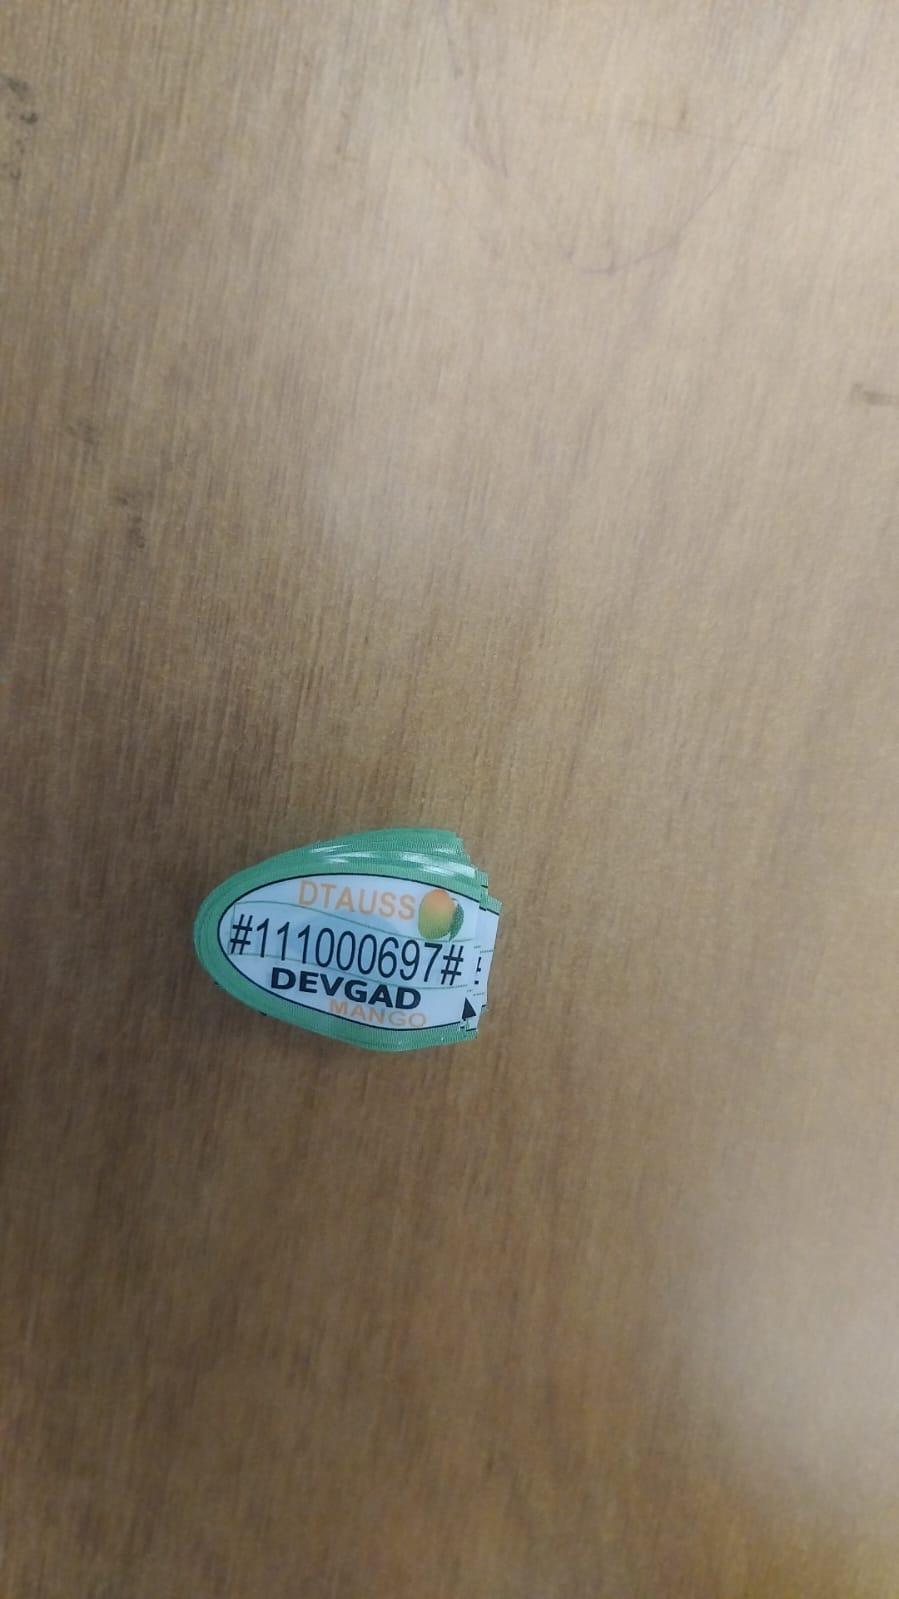 DTAUSS
#111000697#
DEVGAD
MANGO